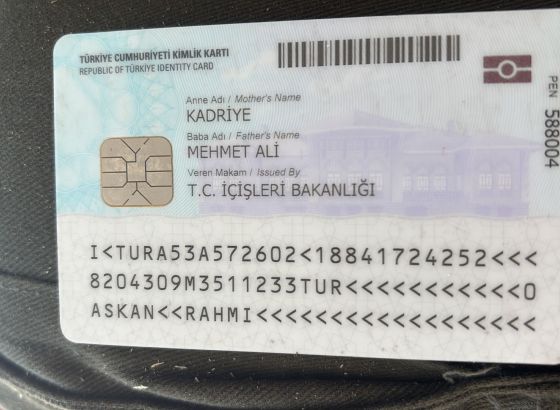 TÜRKİYE CUMHURİYETİ KİMLİK KARTI
REPUBLIC OF TÜRKİYE IDENTITY CARD
Anne Adı / Mother's Name
KADRİYE
Baba Adı / Father's Name
MEHMET ALİ
Veren Makam / Issued By
T.C. İÇİŞLERİ BAKANLIĞI
PEN 588004
I<TURA53A572602<18841724252<<<
8204309M3511233TUR<<<<<<<<<<<0
ASKAN<<RAHMI<<<<<<<<<<<<<<<<<<